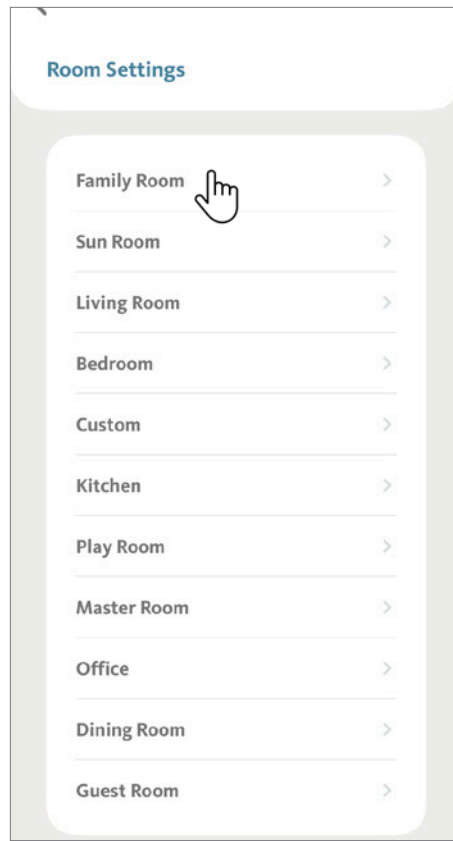 Room Settings
Family Room
Sun Room
Living Room
Bedroom
Custom
Kitchen
Play Room
Master Room
Office
Dining Room
Guest Room